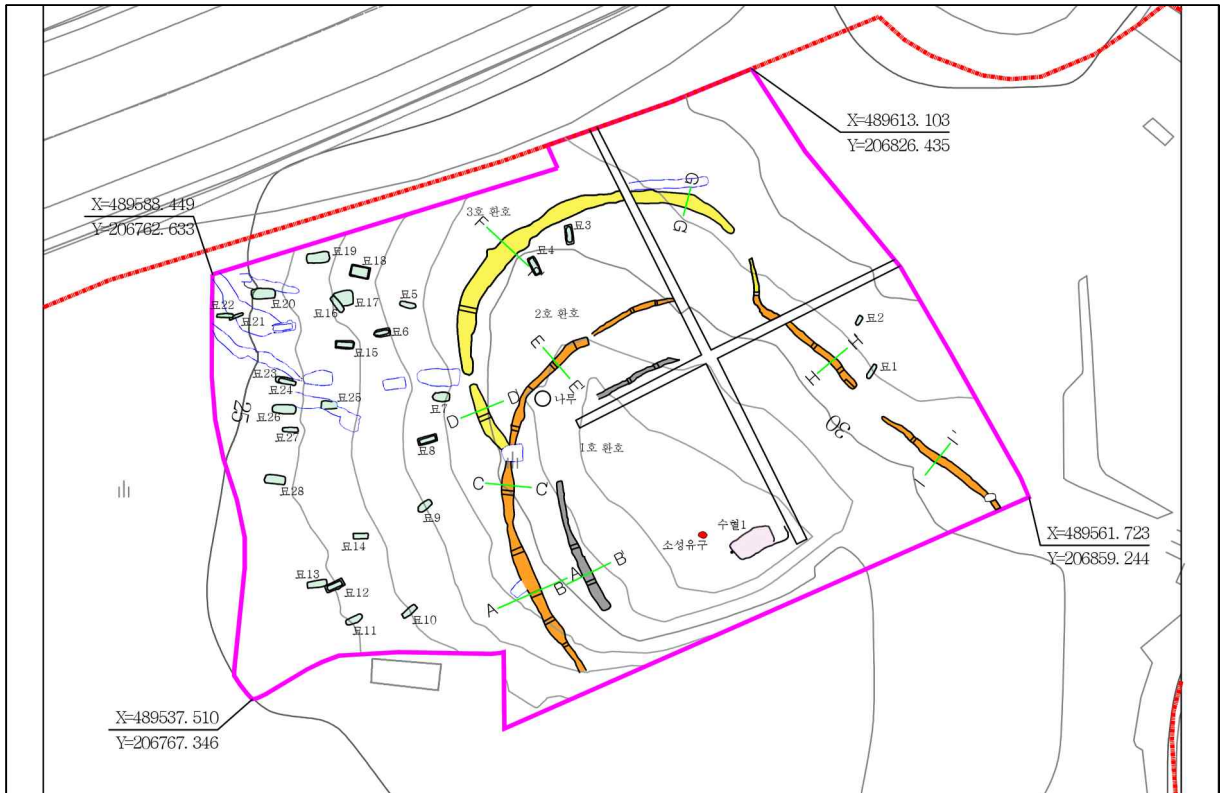 X=489613. 103
Y=206826. 435
X=489588. 449
Y=206762. 633
3호 환호
묘3
묘4
F
G
G
묘19
묘18
묘20
묘17
묘16
묘5
묘22
묘21
묘6
묘15
2호 환호
E
E
묘2
묘1
H
H
묘23
묘24
묘25
묘26
묘27
묘7
나무
D
D
25
30
묘8
1호 환호
묘28
C
C
I
I
묘9
묘14
수혈1
소성유구
X=489561. 723
Y=206859. 244
묘13
묘12
묘11
묘10
A
A
B
B
X=489537. 510
Y=206767. 346